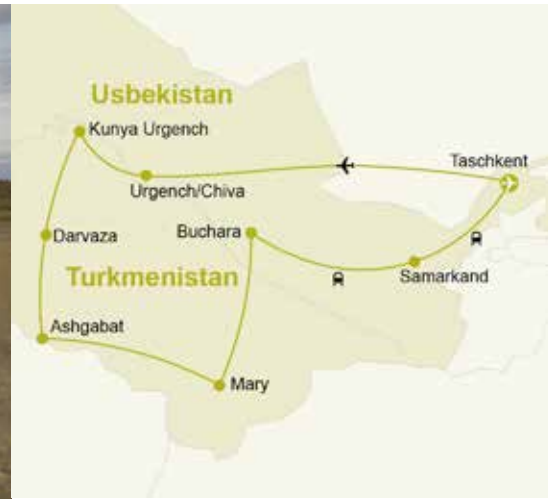 Usbekistan
Kunya Urgench
Taschkent
Urgench/Chiva
Darvaza
Buchara
Samarkand
Turkmenistan
Ashgabat
Mary